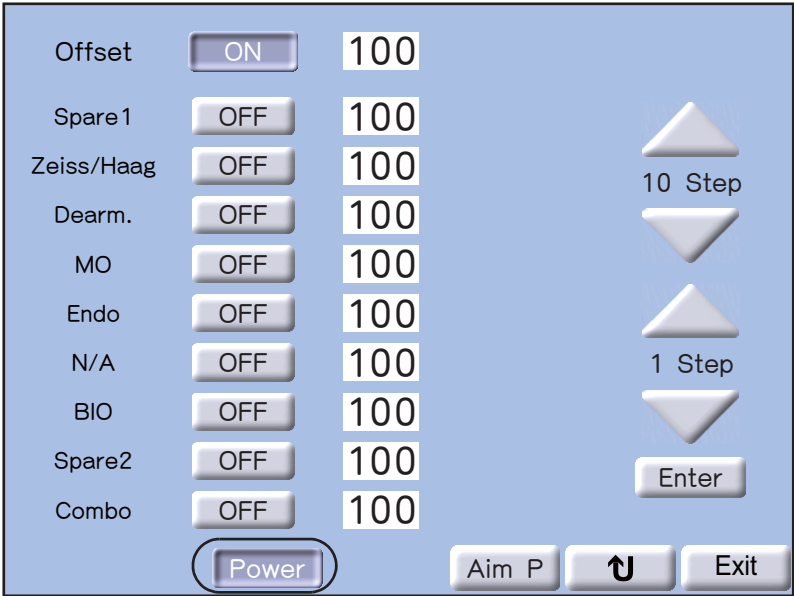 Offset ON 100
Spare1 OFF 100
Zeiss/Haag OFF 100
10 Step
Dearm. OFF 100
MO OFF 100
Endo OFF 100
N/A OFF 100
1 Step
BIO OFF 100
Spare2 OFF 100
Enter
Combo OFF 100
Power Aim P Exit